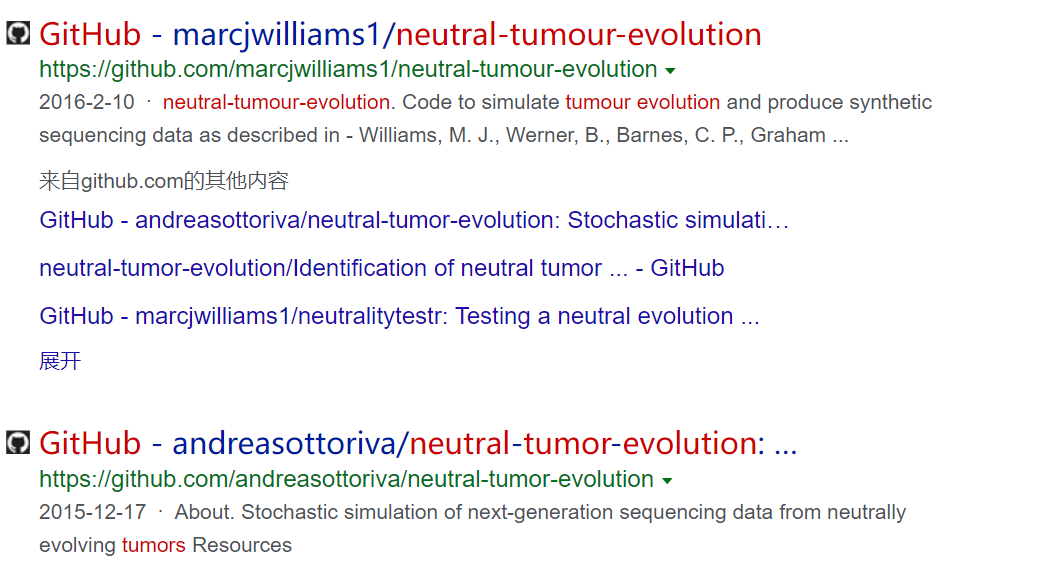 GitHub - marcjwilliams1/neutral-tumour-evolution
https://github.com/marcjwilliams1/neutral-tumour-evolution
2016-2-10 · neutral-tumour-evolution. Code to simulate tumour evolution and produce synthetic
sequencing data as described in - Williams, M. J., Werner, B., Barnes, C. P., Graham ...
来自github.com的其他内容
GitHub - andreasottoriva/neutral-tumor-evolution: Stochastic simulati…
neutral-tumor-evolution/Identification of neutral tumor ... - GitHub
GitHub - marcjwilliams1/neutralitytestr: Testing a neutral evolution ...
展开
GitHub - andreasottoriva/neutral-tumor-evolution: ...
https://github.com/andreasottoriva/neutral-tumor-evolution
2015-12-17 · About. Stochastic simulation of next-generation sequencing data from neutrally
evolving tumors Resources